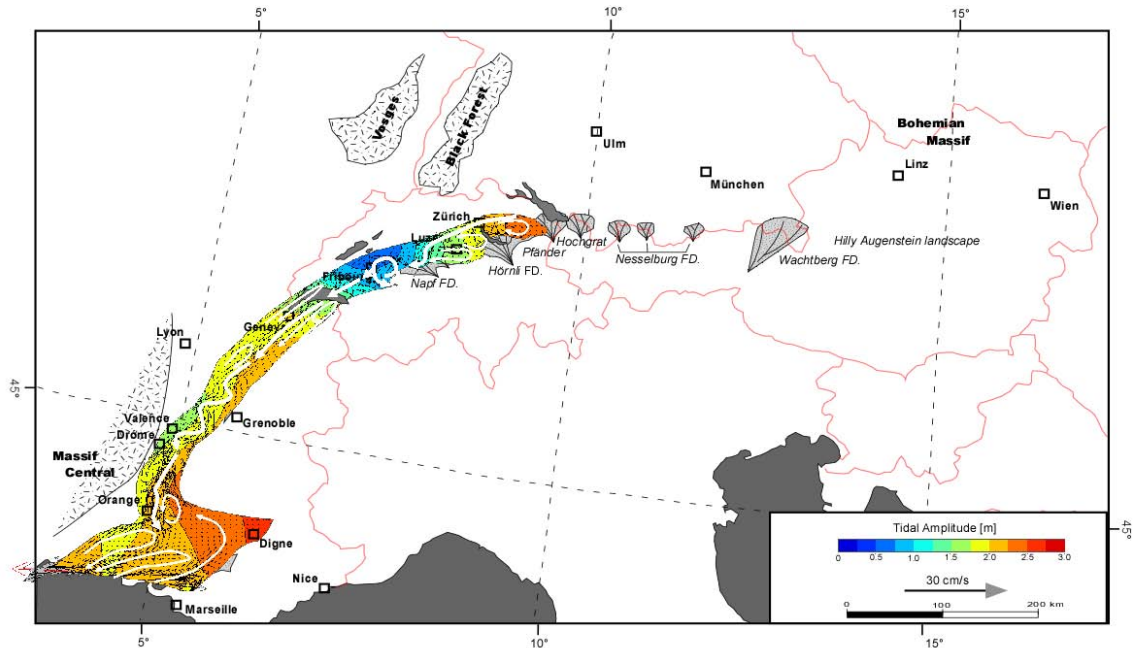 5°
10°
15°
Vosges
Black Forest
Ulm
Bohemian
Massif
Linz
München
Wien
Zürich
Hochgrat
Pfänder
Hilly Augenstein landscape
Nesselburg FD.
Wachtberg FD.
Hörnli FD.
Napf FD.
Lyon
45°
Valence
Grenoble
Drôme
Massif
Central
Orange
Digne
Nice
Marseille
45°
Tidal Amplitude [m]
0 0.5 1.0 1.5 2.0 2.5 3.0
30 cm/s
0 100 200 km
5°
10°
15°